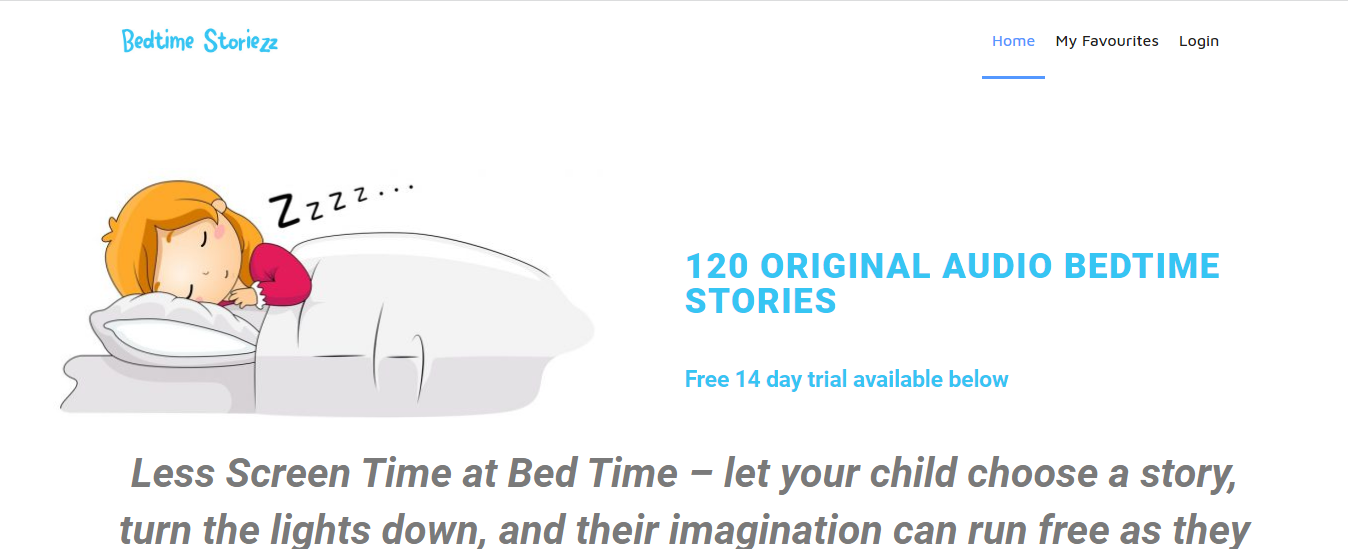 Bedtime Storiezz
Home My Favourites Login
Zzzzz...
120 ORIGINAL AUDIO BEDTIME
STORIES
Free 14 day trial available below
Less Screen Time at Bed Time – let your child choose a story,
turn the lights down, and their imagination can run free as they